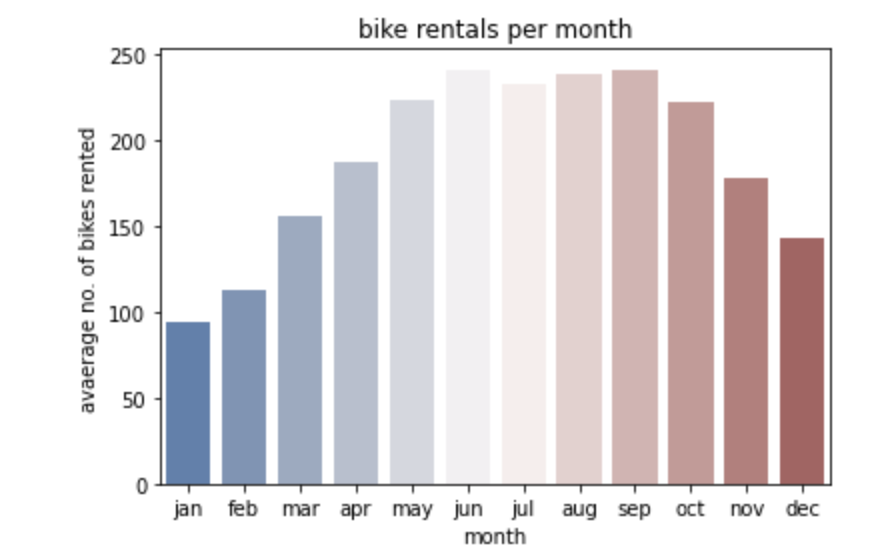 bike rentals per month
avaerage no. of bikes rented
250
200
150
100
50
0
jan feb mar apr may jun jul aug sep oct nov dec
month